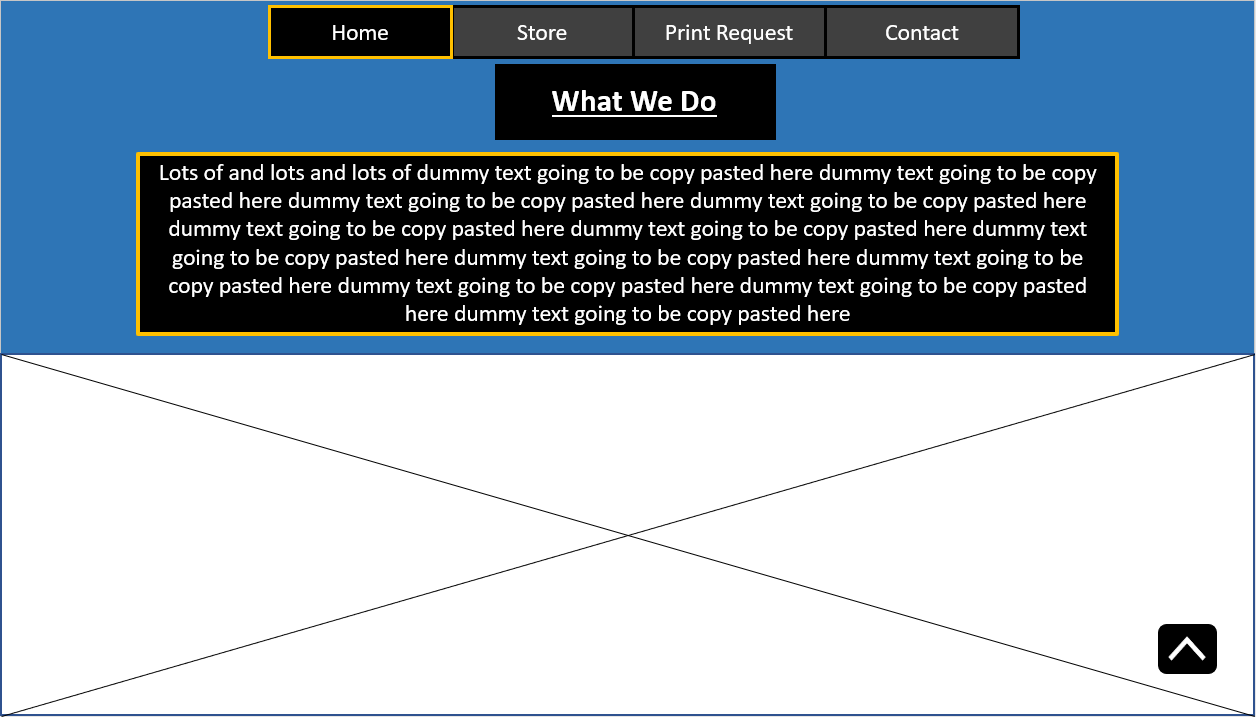 Home Store Print Request Contact
What We Do
Lots of and lots and lots of dummy text going to be copy pasted here dummy text going to be copy
pasted here dummy text going to be copy pasted here dummy text going to be copy pasted here
dummy text going to be copy pasted here dummy text going to be copy pasted here dummy text
going to be copy pasted here dummy text going to be copy pasted here dummy text going to be
copy pasted here dummy text going to be copy pasted here dummy text going to be copy pasted
here dummy text going to be copy pasted here